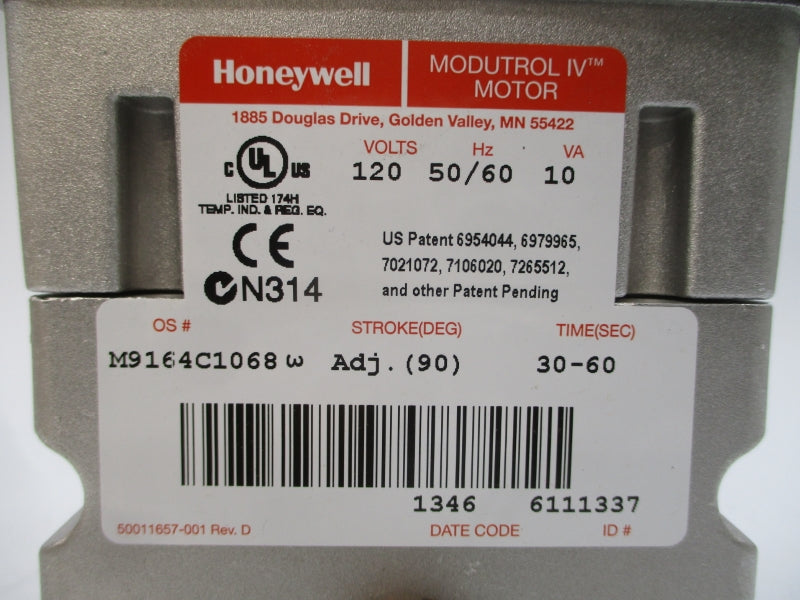 Honeywell
MODUTROL IV™
MOTOR
1885 Douglas Drive, Golden Valley, MN 55422
VOLTS Hz VA
120 50/60 10
C UL US
LISTED 174H
TEMP. IND. & REG. EQ.
CE
N314
US Patent 6954044, 6979965,
7021072, 7106020, 7265512,
and other Patent Pending
OS # STROKE(DEG) TIME(SEC)
M9164C1068 ω Adj.(90) 30-60
1346 6111337
50011657-001 Rev. D DATE CODE ID #